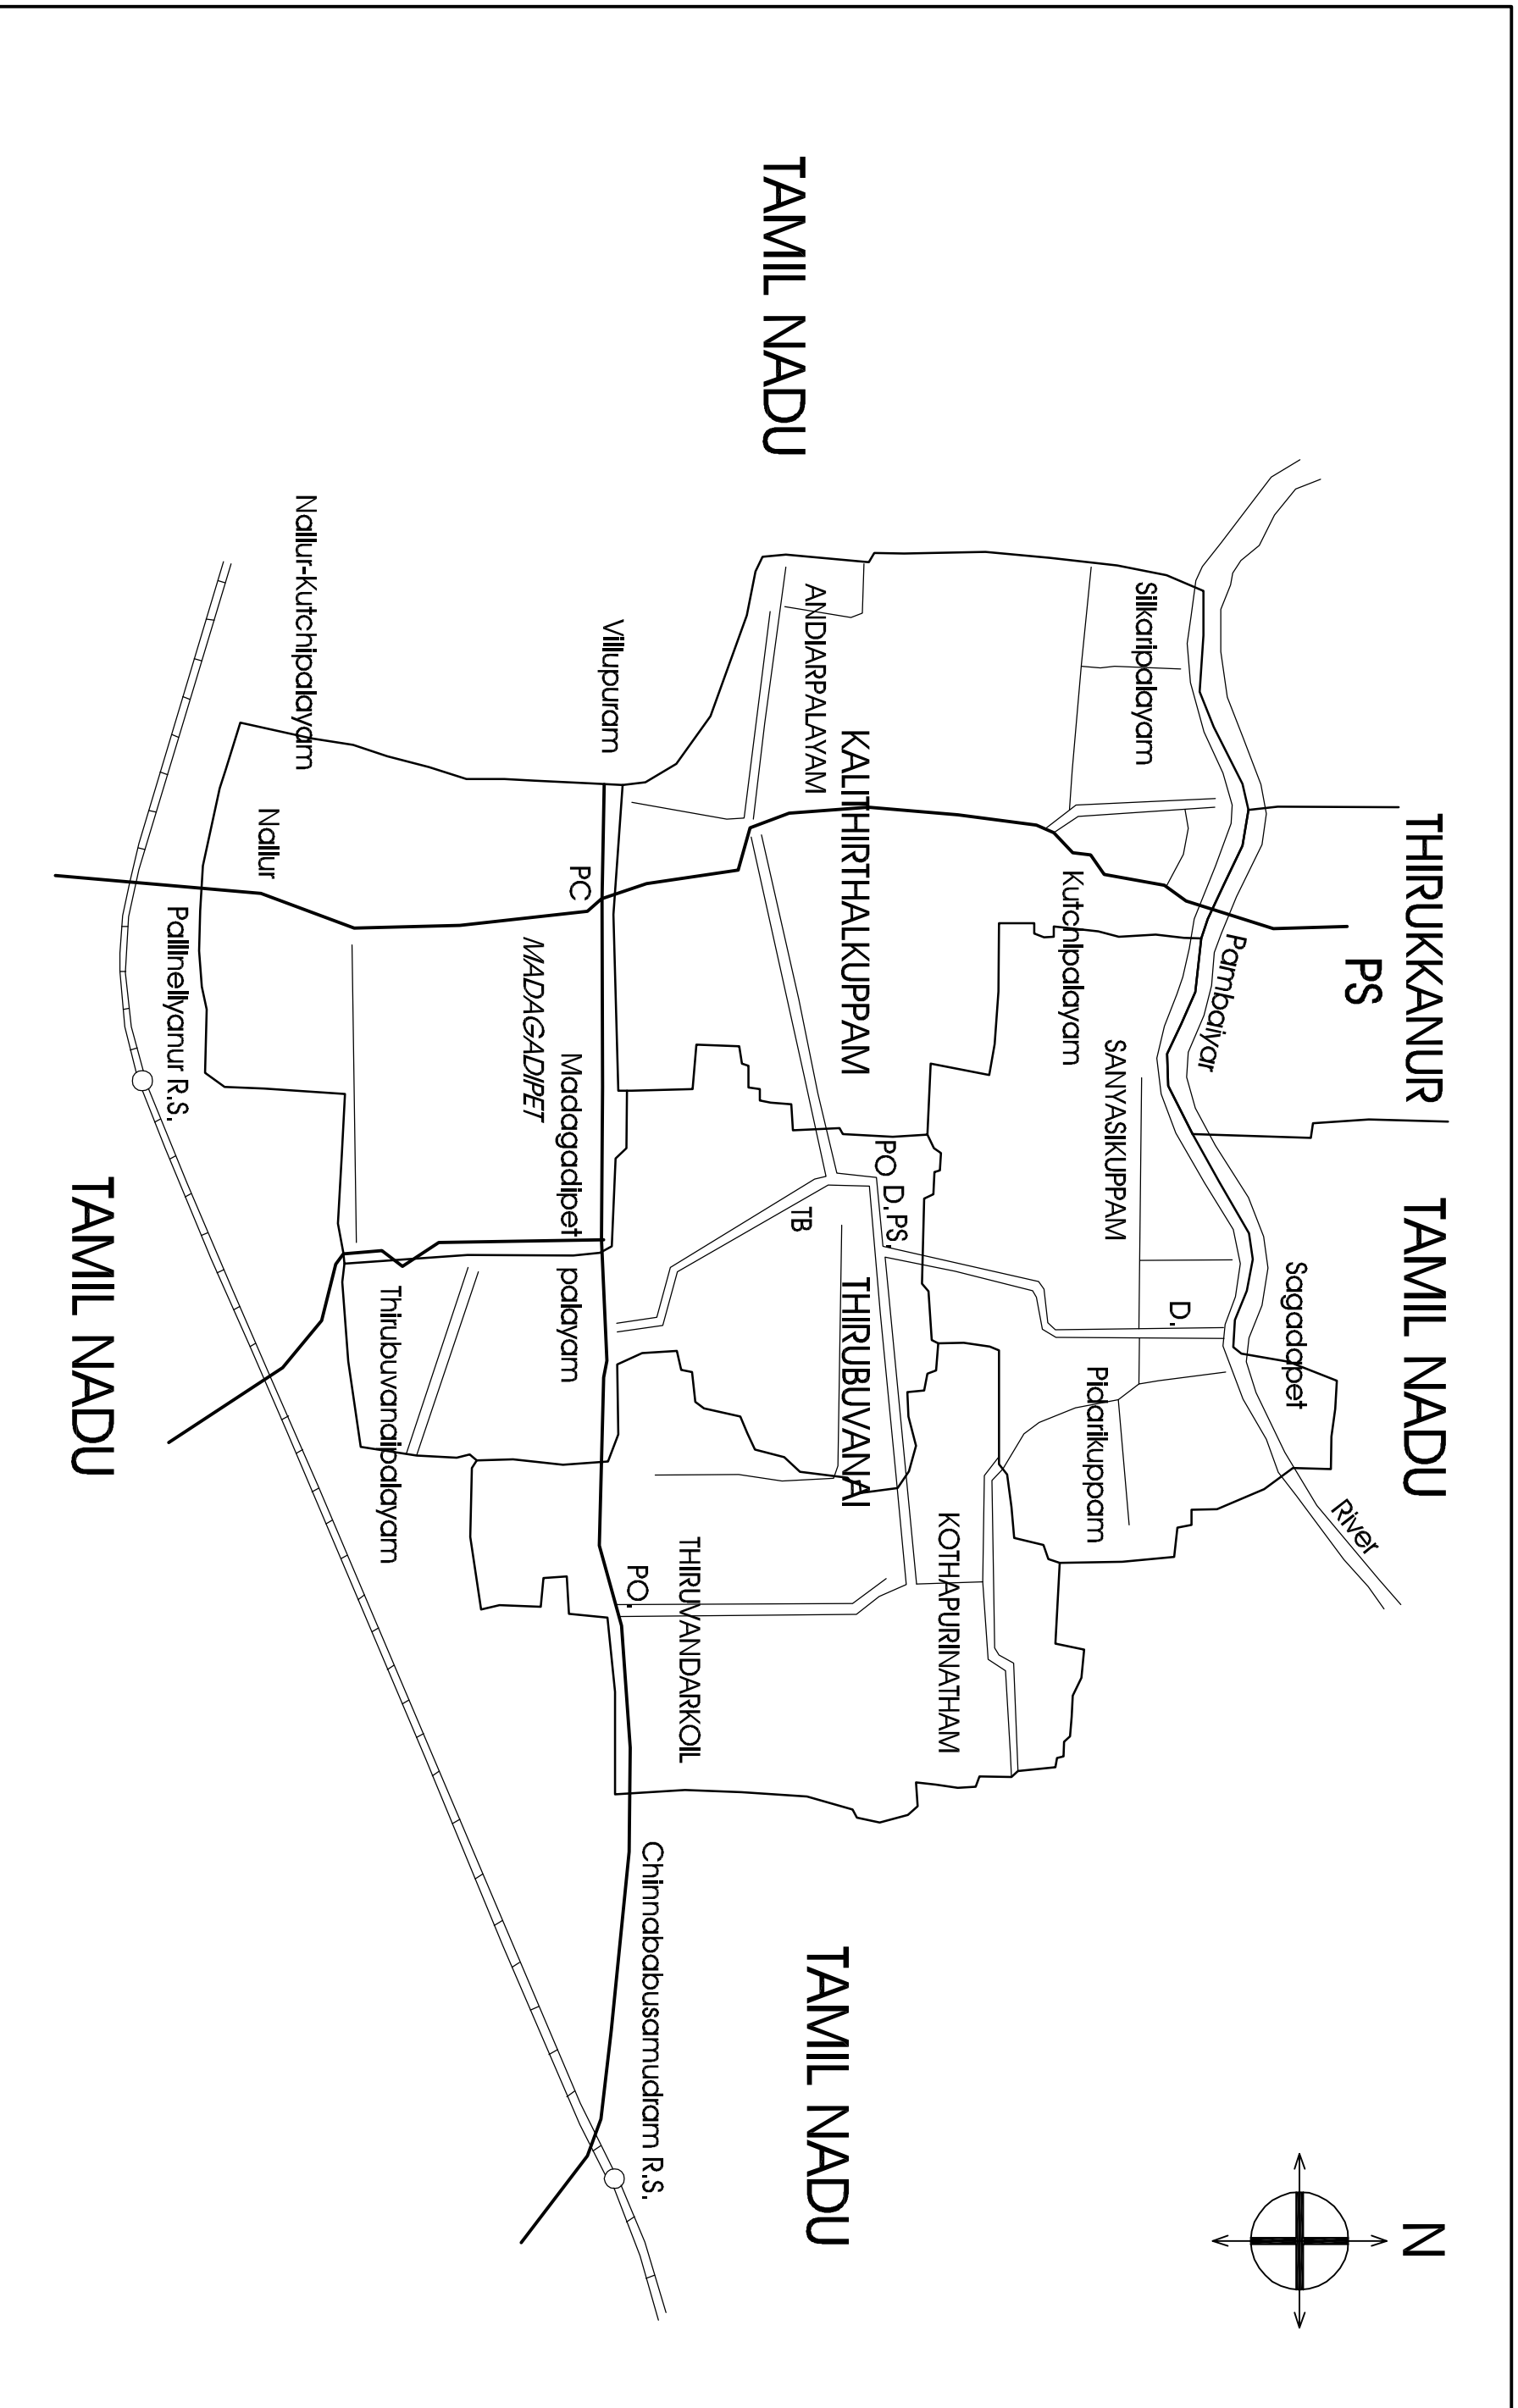 THIRUKKANUR
PS
TAMIL NADU
N
Sagadapet
River
Pambaiyar
Silkaripalayam
D.
SANYASIKUPPAM
Pidarikuppam
Kutchipalayam
KOTHAPURINATHAM
PO D, PS,
KALITHIRTHALKUPPAM
THIRUBUVANAI
ANDIARPALAYAM
TB
TAMIL NADU
TAMIL NADU
THIRUVANDARKOIL
Chinnababusamudram R.S.
PO,
Villupuram
PC
Madagadipet
palayam
MADAGADIPET
Thirubuvanaipalayam
Nallur-Kutchipalayam
Nallur
Pallnellyanur R.S.
TAMIL NADU